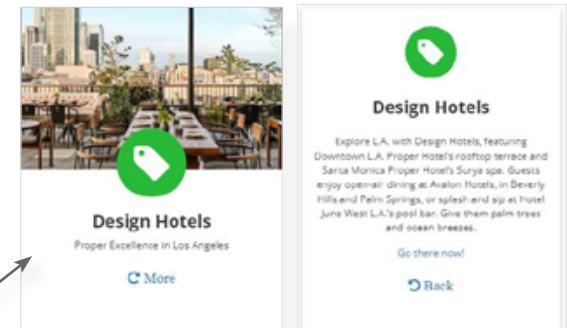 Design Hotels
Proper Excellence in Los Angeles
More
Design Hotels
Explore L.A. with Design Hotels, featuring
Downtown L.A. Proper Hotel's rooftop terrace and
Santa Monica Proper Hotel's Surya spa. Guests
enjoy open-air dining at Avalon Hotels, in Beverly
Hills and Palm Springs, or splash and sip at Hotel
June West L.A.'s pool bar. Give them palm trees
and ocean breezes.
Go there now!
Back